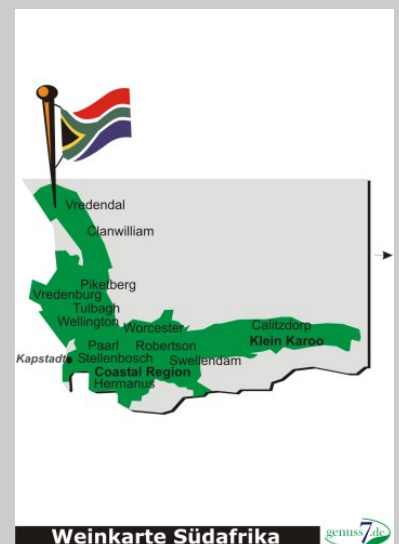 Vredendal
Clanwilliam
Piketberg
Vredenburg
Tulbagh
Wellington
Worcester
Calitzdorp
Paarl
Robertson
Klein Karoo
Kapstadt
Stellenbosch
Swellendam
Coastal Region
Hermanus
Weinkarte Südafrika
genuss7.de